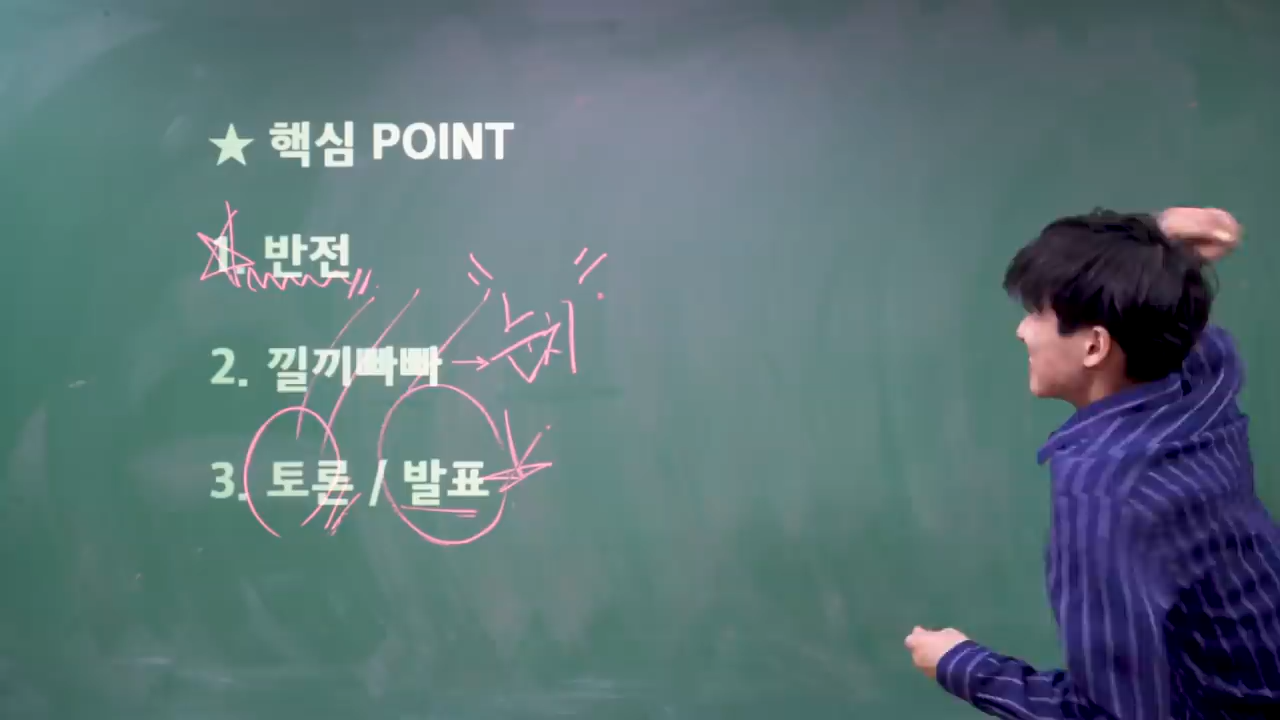 ★ 핵심 POINT
1. 반전
2. 낄끼빠빠 →
3. 토론 / 발표